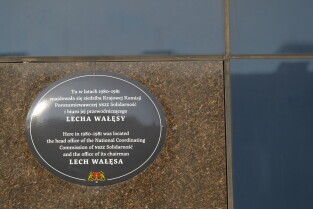 Tu w latach 1980-1981
znajdowała się siedziba Krajowej Komisji
Porozumiewawczej NSZZ Solidarność
i biuro jej przewodniczącego
LECHA WAŁĘSY
Here in 1980-1981 was located
the head office of the National Coordinating
Commission of NSZZ Solidarność
and the office of its chairman
LECH WAŁĘSA